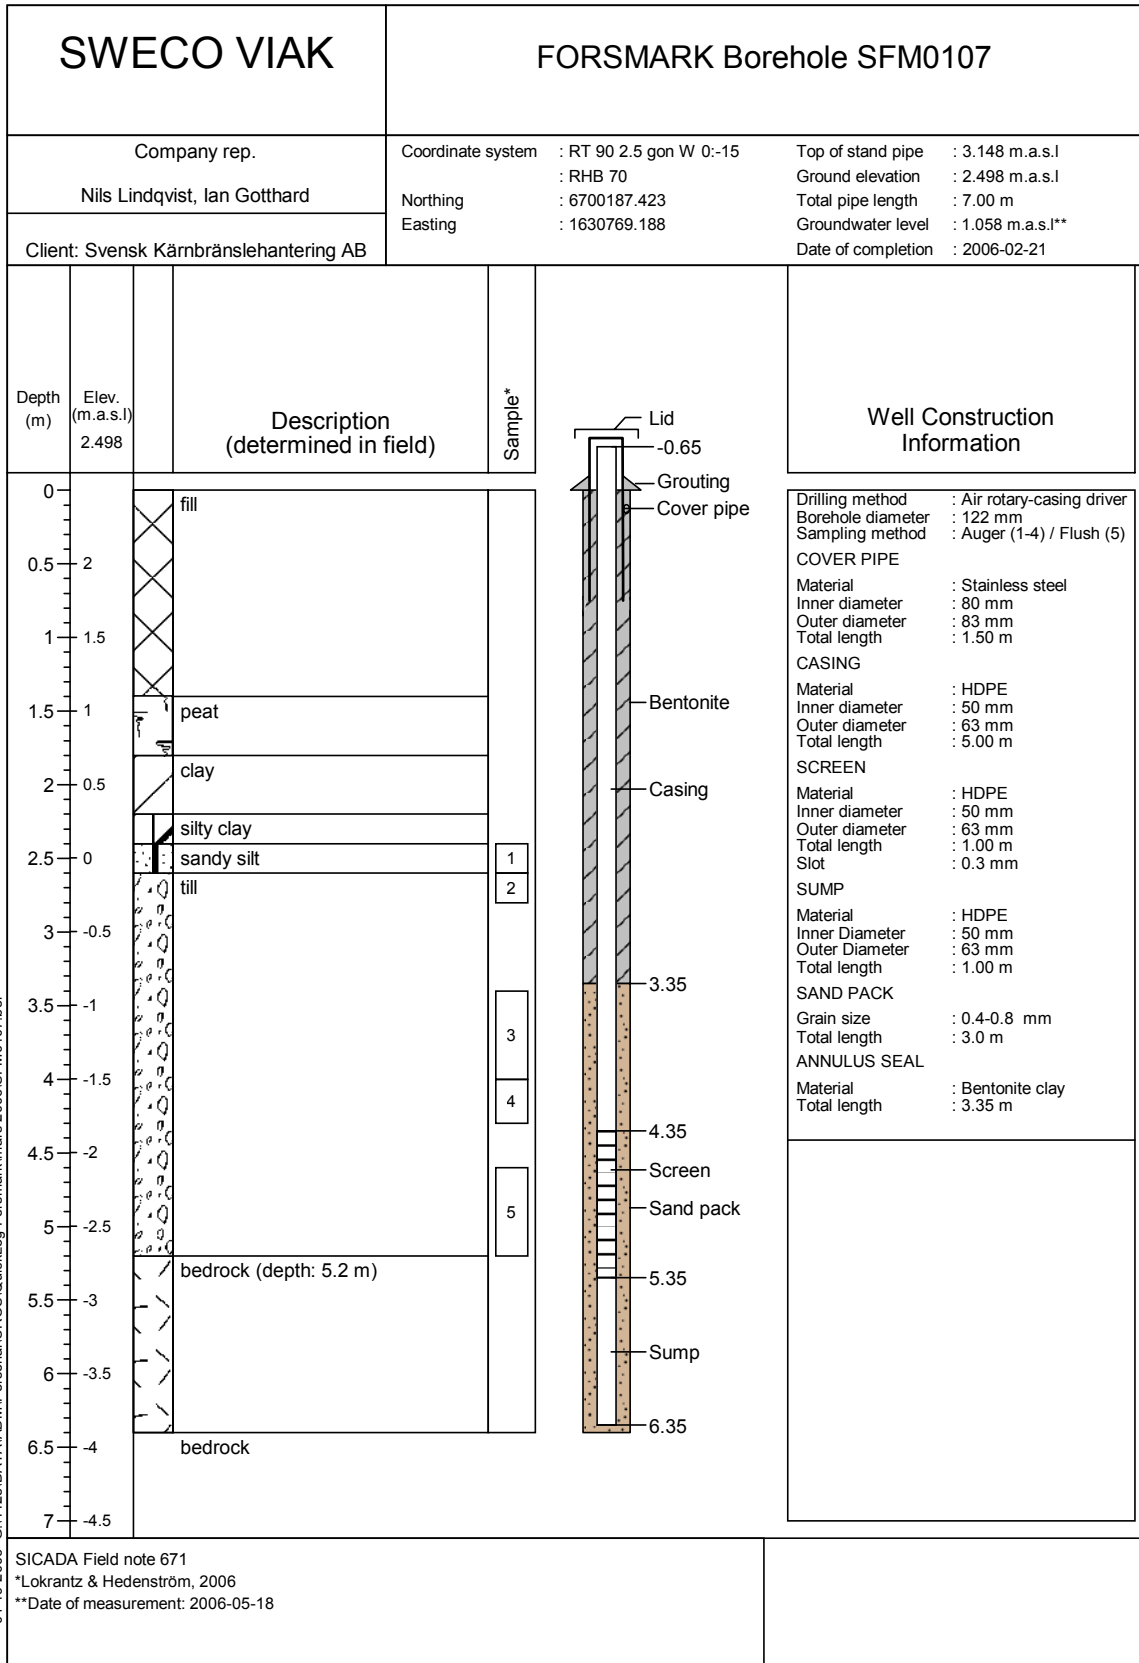 SWECO VIAK
FORSMARK Borehole SFM0107
Company rep.
Nils Lindqvist, Ian Gotthard
Client: Svensk Kärnbränslehantering AB
Coordinate system : RT 90 2.5 gon W 0:-15
: RHB 70
Northing : 6700187.423
Easting : 1630769.188
Top of stand pipe : 3.148 m.a.s.l
Ground elevation : 2.498 m.a.s.l
Total pipe length : 7.00 m
Groundwater level : 1.058 m.a.s.l**
Date of completion : 2006-02-21
Depth
(m)
Elev.
(m.a.s.l)
2.498
Description
(determined in field)
Sample*
Well Construction
Information
0
0.5 2
1 1.5
1.5 1
2 0.5
2.5 0
3 -0.5
3.5 -1
4 -1.5
4.5 -2
5 -2.5
5.5 -3
6 -3.5
6.5 -4
7 -4.5
fill
peat
clay
silty clay
sandy silt
till
bedrock (depth: 5.2 m)
bedrock
1
2
3
4
5
Lid
-0.65
Grouting
Cover pipe
Bentonite
Casing
3.35
4.35
Screen
Sand pack
5.35
Sump
6.35
Drilling method : Air rotary-casing driver
Borehole diameter : 122 mm
Sampling method : Auger (1-4) / Flush (5)
COVER PIPE
Material : Stainless steel
Inner diameter : 80 mm
Outer diameter : 83 mm
Total length : 1.50 m
CASING
Material : HDPE
Inner diameter : 50 mm
Outer diameter : 63 mm
Total length : 5.00 m
SCREEN
Material : HDPE
Inner diameter : 50 mm
Outer diameter : 63 mm
Total length : 1.00 m
Slot : 0.3 mm
SUMP
Material : HDPE
Inner Diameter : 50 mm
Outer Diameter : 63 mm
Total length : 1.00 m
SAND PACK
Grain size : 0.4-0.8 mm
Total length : 3.0 m
ANNULUS SEAL
Material : Bentonite clay
Total length : 3.35 m
SICADA Field note 671
*Lokrantz & Hedenström, 2006
**Date of measurement: 2006-05-18